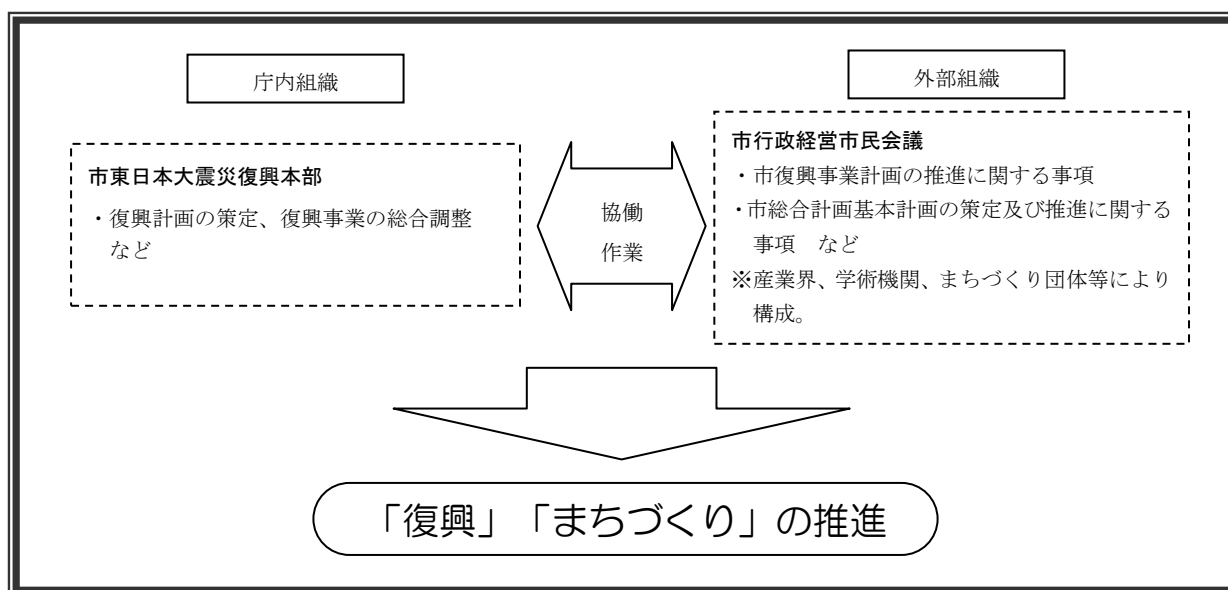 庁内組織
市東日本大震災復興本部
・復興計画の策定、復興事業の総合調整
など
協働
作業
外部組織
市行政経営市民会議
・市復興事業計画の推進に関する事項
・市総合計画基本計画の策定及び推進に関する
事項　など
※産業界、学術機関、まちづくり団体等により
構成。
「復興」「まちづくり」の推進